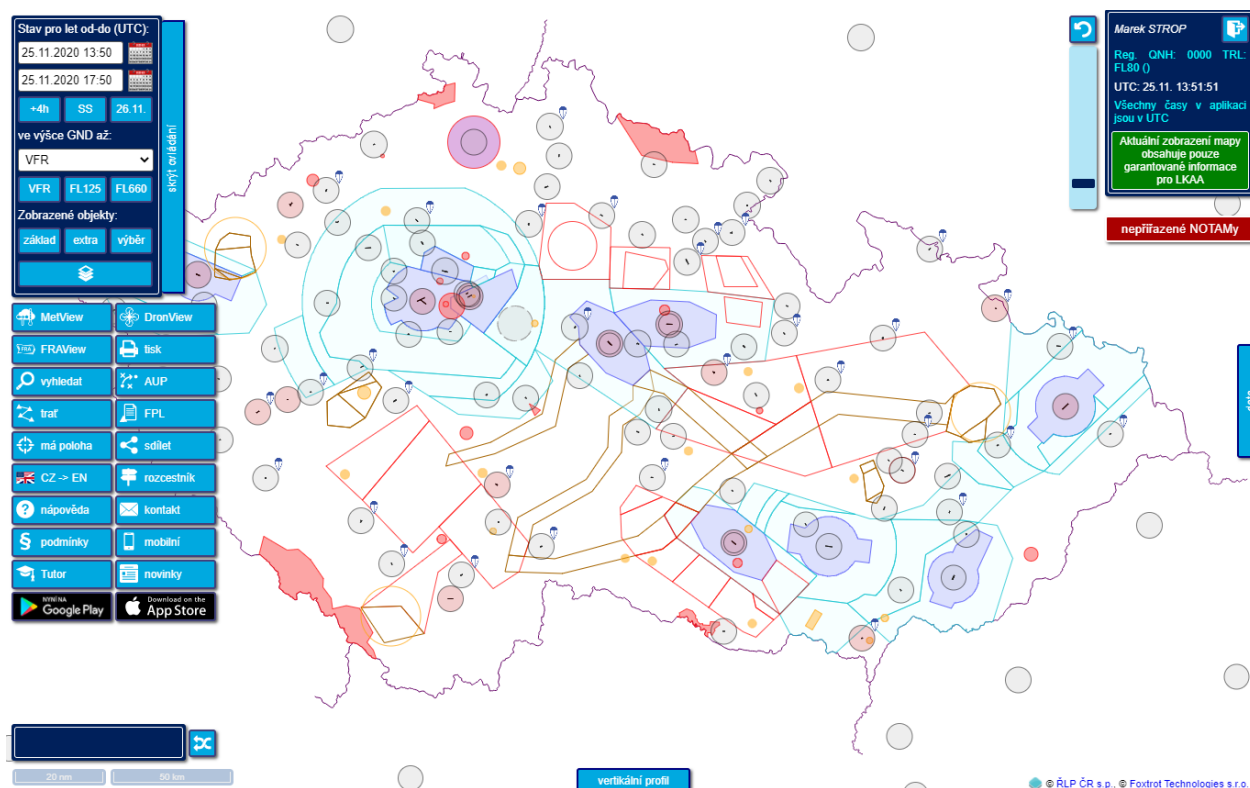 Stav pro let od-do (UTC):
25.11.2020 13:50
25.11.2020 17:50
+4h SS 26.11.
ve výšce GND až:
VFR
VFR FL125 FL660
Zobrazené objekty:
základ extra výběr
skrýt ovládání
MetView DronView
FRAView tisk
vyhledat AUP
trať FPL
má poloha sdílet
CZ -> EN rozcestník
nápověda kontakt
podmínky mobilní
Tutor novinky
NYNÍ NA
Google Play
Download on the
App Store
20 nm 50 km
vertikální profil
Marek STROP
Reg. QNH: 0000 TRL:
FL80 ()
UTC: 25.11. 13:51:51
Všechny časy v aplikaci
jsou v UTC
Aktuální zobrazení mapy
obsahuje pouze
garantované informace
pro LKAA
nepřiřazené NOTAMy
© ŘLP ČR s.p., © Foxtrot Technologies s.r.o.